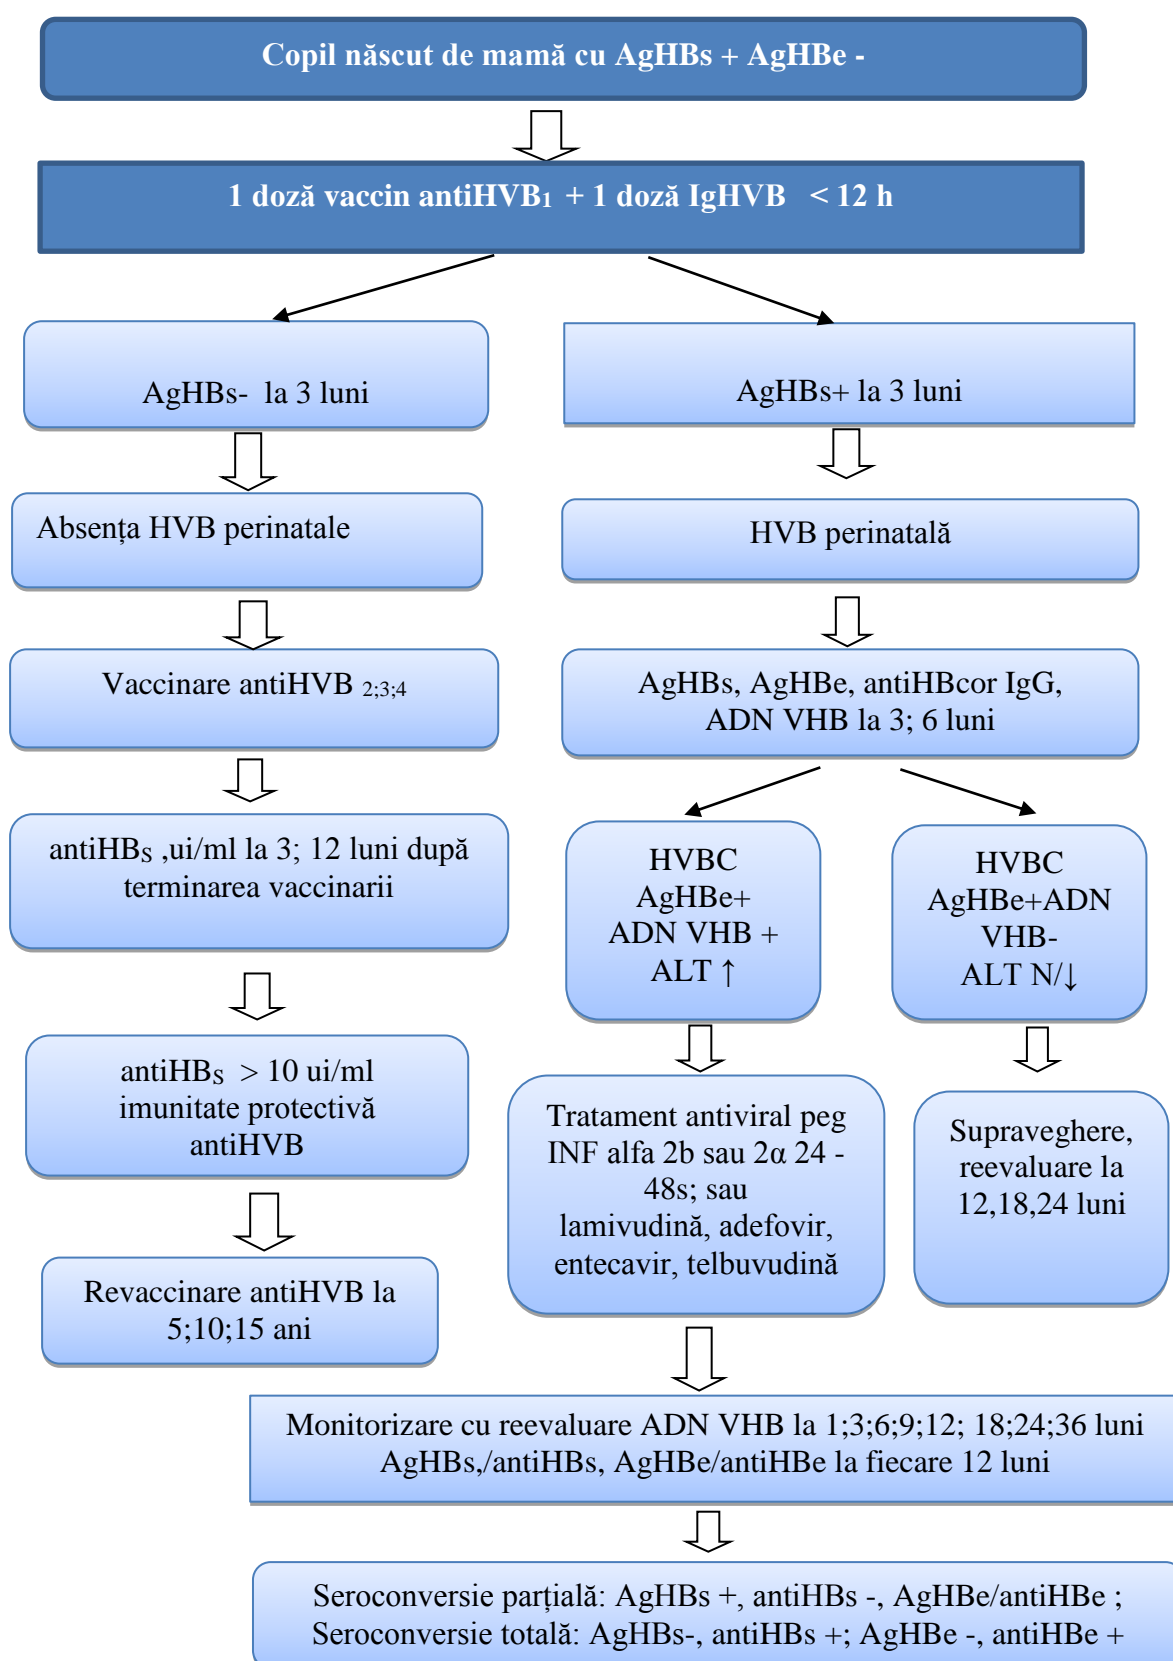 Copil născut de mamă cu AgHBs + AgHBe -
1 doză vaccin antiHVB₁ + 1 doză IgHVB < 12 h
AgHBs- la 3 luni
AgHBs+ la 3 luni
Absența HVB perinatale
HVB perinatală
Vaccinare antiHVB 2;3;4
AgHBs, AgHBe, antiHBcor IgG,
ADN VHB la 3; 6 luni
antiHBs ,ui/ml la 3; 12 luni după
terminarea vaccinarii
HVBC
AgHBe+
ADN VHB +
ALT ↑
HVBC
AgHBe+ADN
VHB-
ALT N/↓
antiHBs > 10 ui/ml
imunitate protectivă
antiHVB
Tratament antiviral peg
INF alfa 2b sau 2α 24 -
48s; sau
lamivudină, adefovir,
entecavir, telbuvudină
Supraveghere,
reevaluare la
12,18,24 luni
Revaccinare antiHVB la
5;10;15 ani
Monitorizare cu reevaluare ADN VHB la 1;3;6;9;12; 18;24;36 luni
AgHBs,/antiHBs, AgHBe/antiHBe la fiecare 12 luni
Seroconversie parțială: AgHBs +, antiHBs -, AgHBe/antiHBe ;
Seroconversie totală: AgHBs-, antiHBs +; AgHBe -, antiHBe +